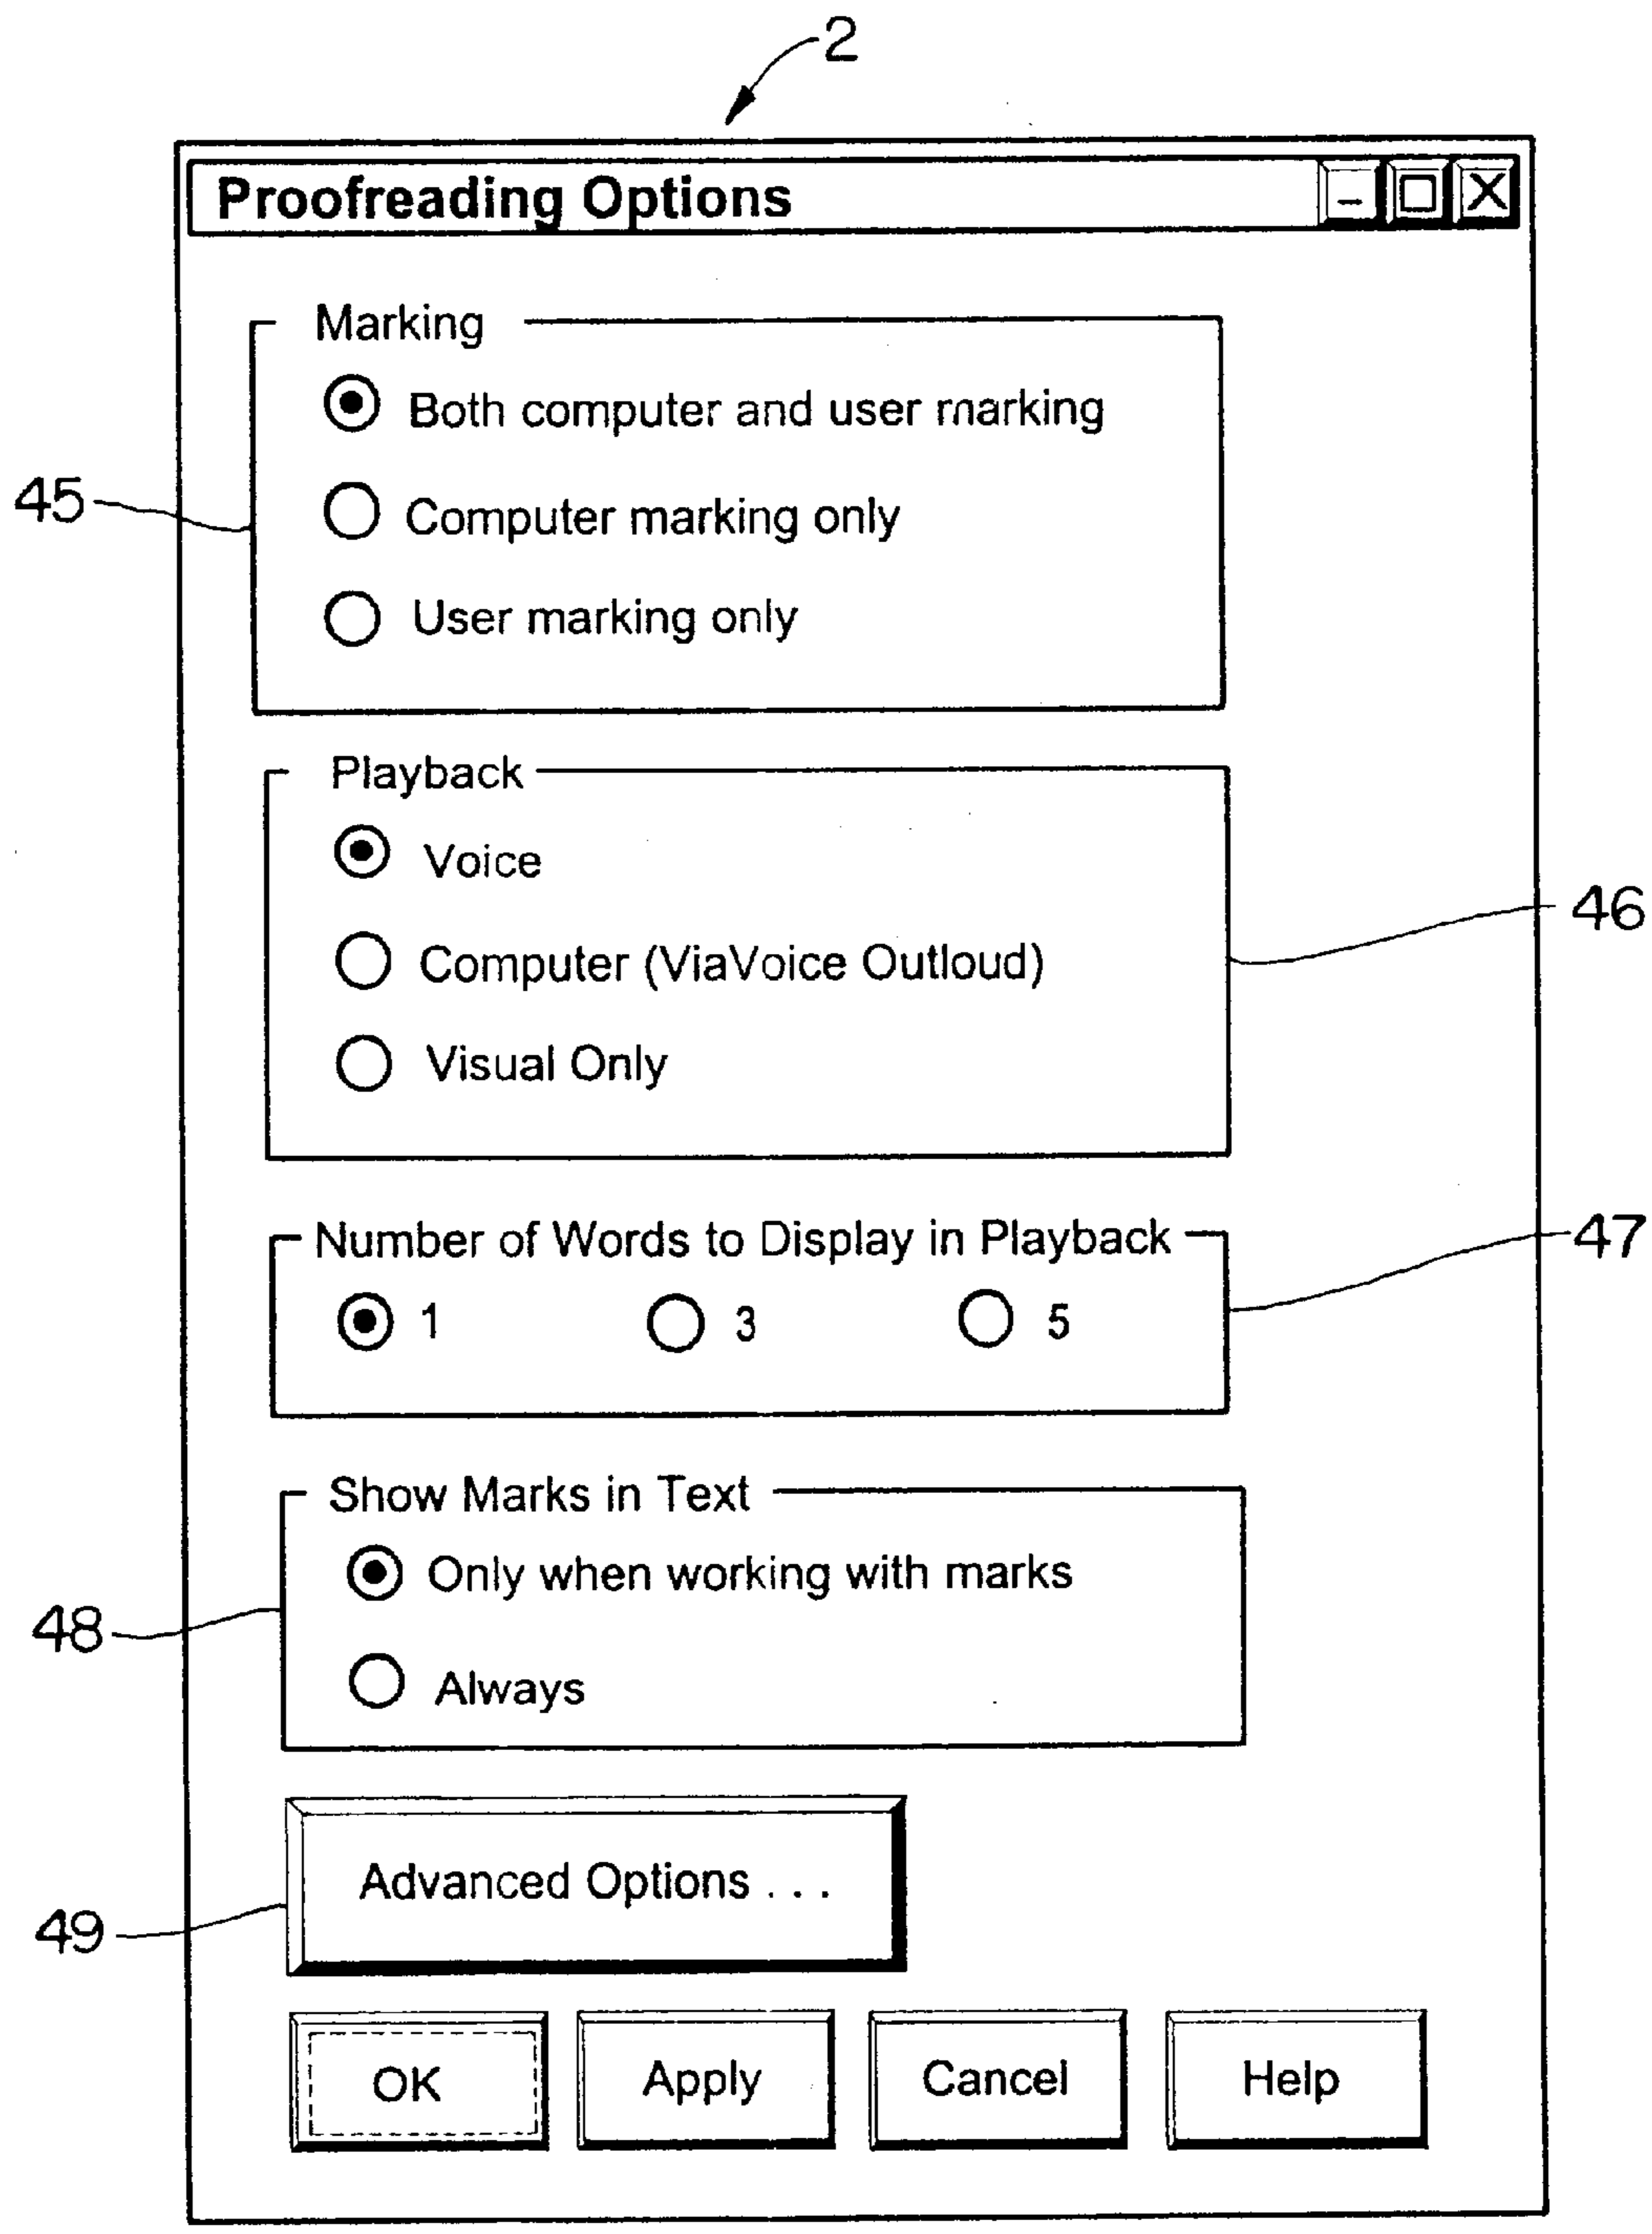 2
Proofreading Options
Marking
Both computer and user marking
45
Computer marking only
User marking only
Playback
Voice
46
Computer (ViaVoice Outloud)
Visual Only
Number of Words to Display in Playback
47
1 3 5
Show Marks in Text
Only when working with marks
48
Always
Advanced Options . . .
49
OK Apply Cancel Help